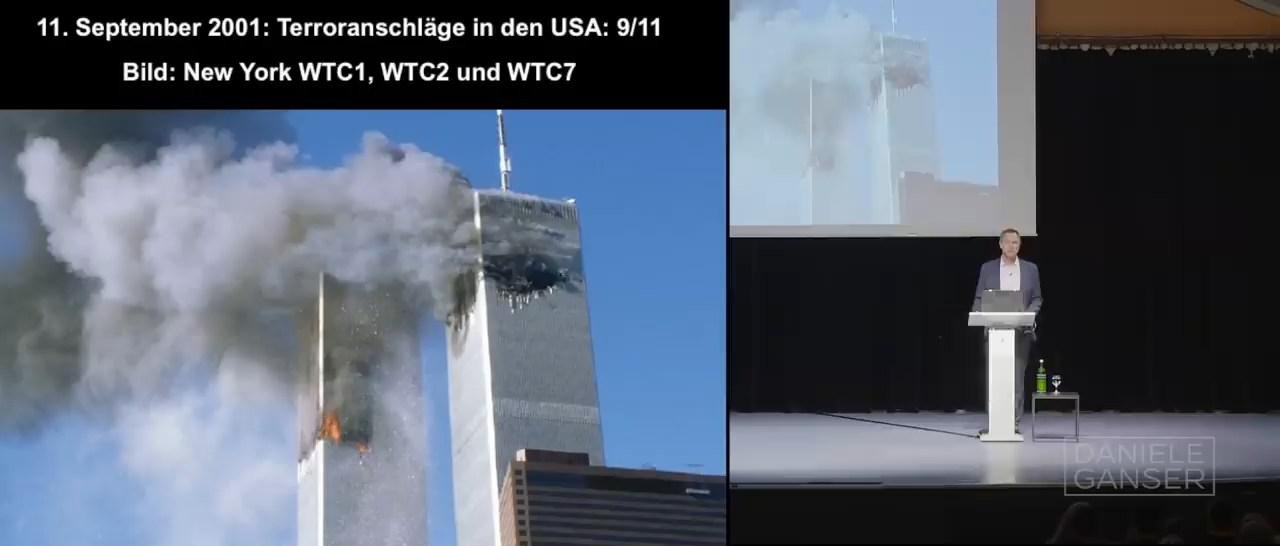 11. September 2001: Terroranschläge in den USA: 9/11
Bild: New York WTC1, WTC2 und WTC7
DANIELE
GANSER